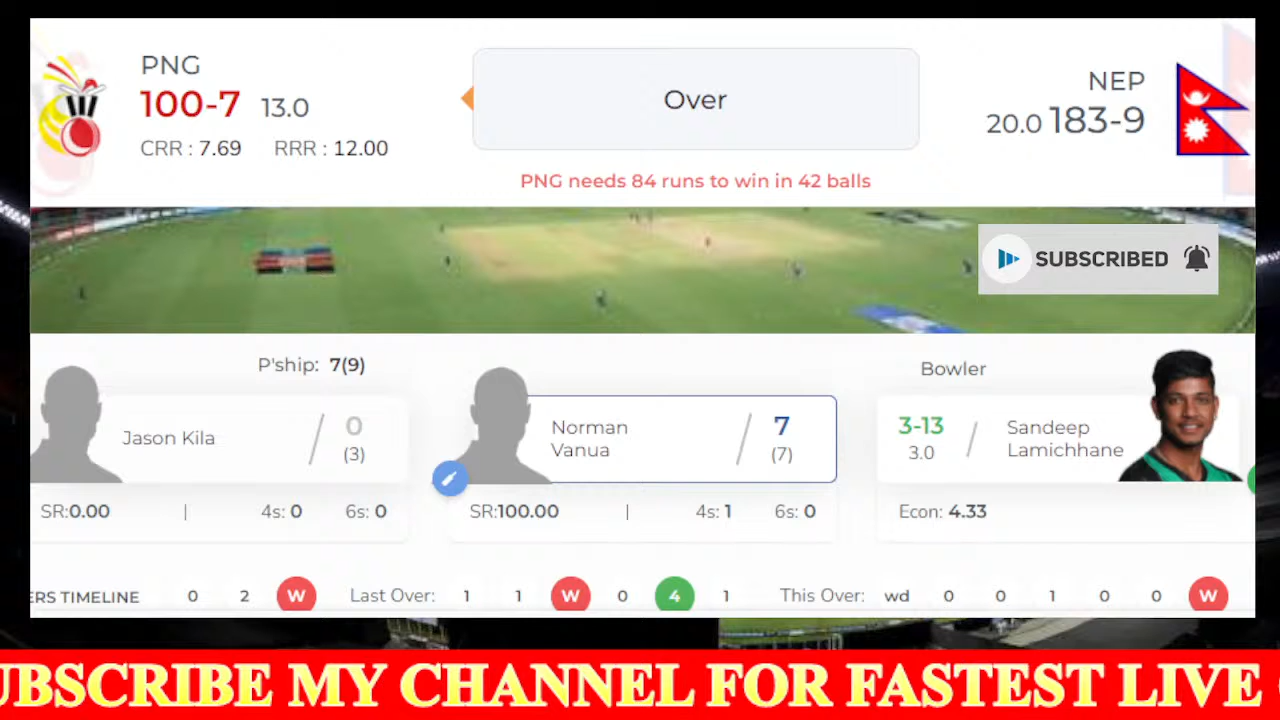 PNG
100-7 13.0
CRR : 7.69 RRR : 12.00
Over
NEP
20.0 183-9
PNG needs 84 runs to win in 42 balls
SUBSCRIBED
P'ship: 7(9)
Jason Kila
0
(3)
SR:0.00 | 4s: 0 6s: 0
Norman
Vanua
7
(7)
SR:100.00 | 4s: 1 6s: 0
Bowler
3-13
3.0
Sandeep
Lamichhane
Econ: 4.33
ERS TIMELINE 0 2 W Last Over: 1 1 W 0 4 1 This Over: wd 0 0 1 0 0 W
UBSCRIBE MY CHANNEL FOR FASTEST LIVE